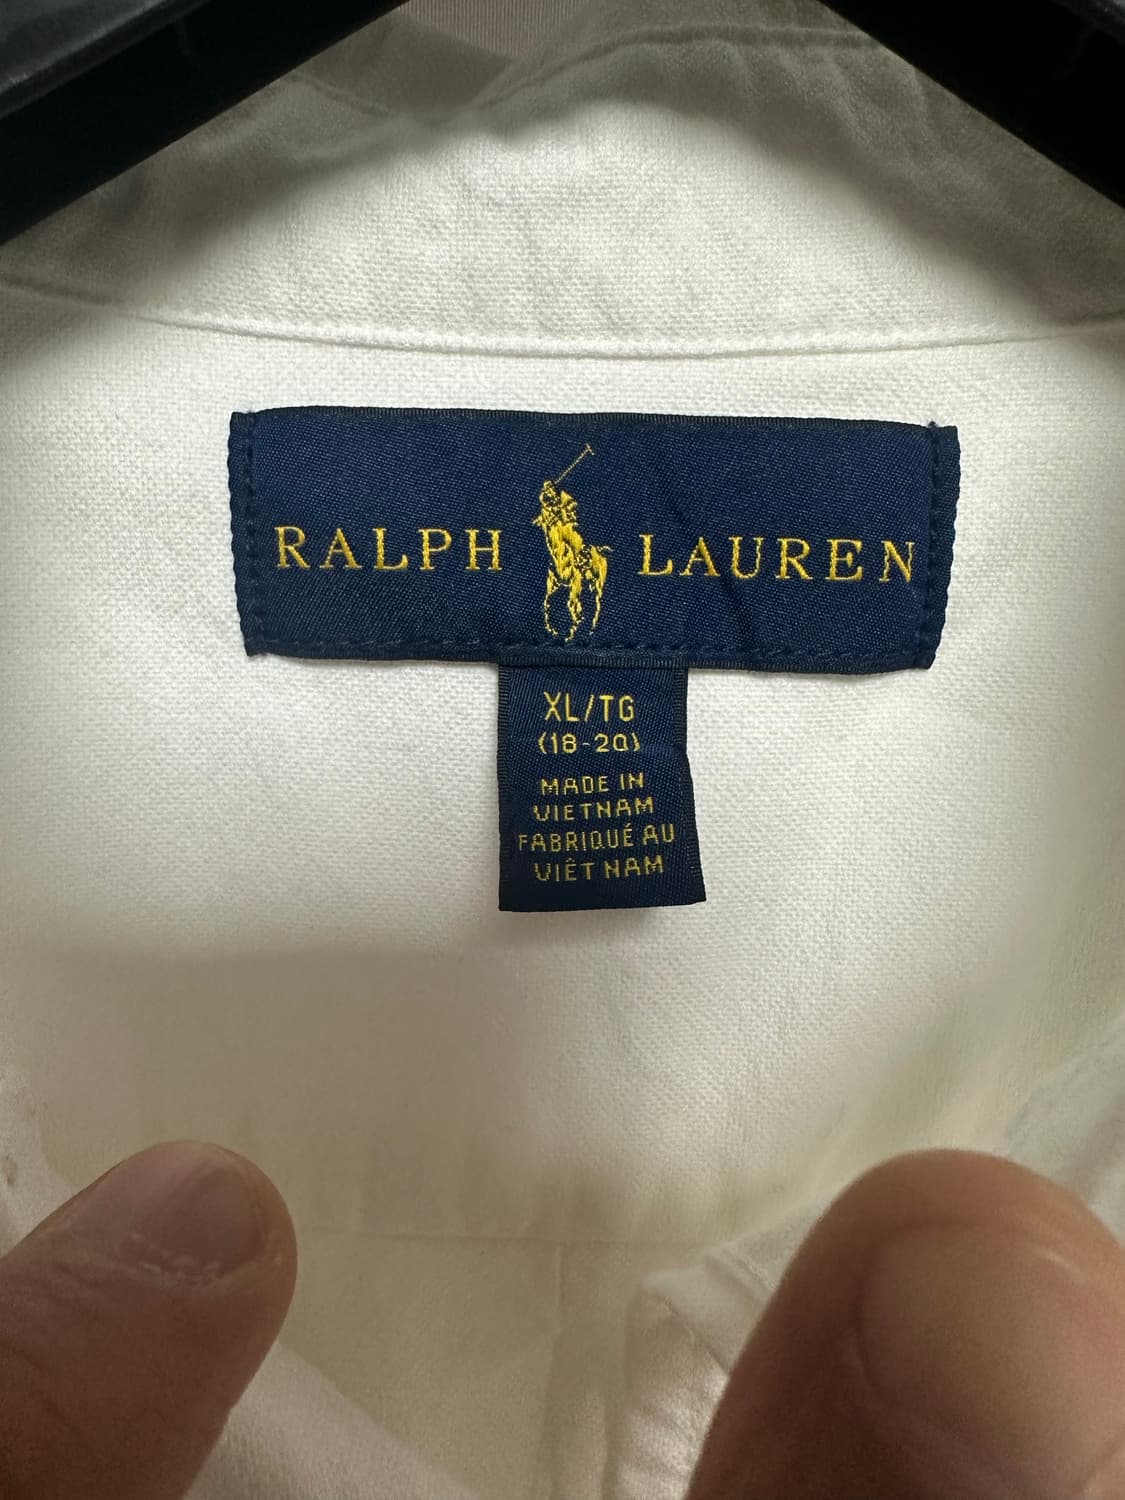 RALPH LAUREN
XL/TG
(18-20)
MADE IN
VIETNAM
FABRIQUÉ AU
VIÊT NAM